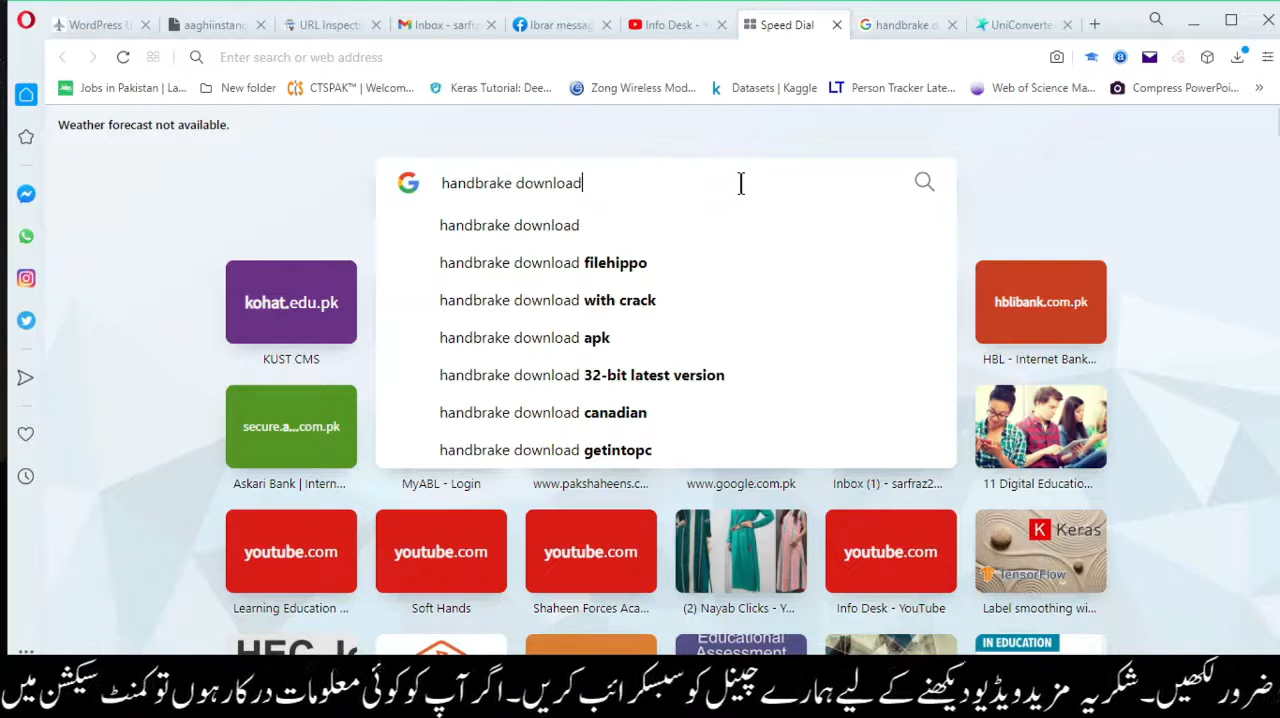 WordPress U
aaghiinstan
URL Inspecti
Inbox - sarfra
Ibrar messag
Info Desk - Y
Speed Dial
handbrake d
UniConverte
Enter search or web address
Jobs in Pakistan | La...
New folder
CTSPAK™ | Welcom...
Keras Tutorial: Dee...
Zong Wireless Mod...
Datasets | Kaggle
LT Person Tracker Late...
Web of Science Ma...
Compress PowerPoi...
Weather forecast not available.
handbrake download
handbrake download
handbrake download filehippo
handbrake download with crack
handbrake download apk
handbrake download 32-bit latest version
handbrake download canadian
handbrake download getintopc
kohat.edu.pk
hblibank.com.pk
KUST CMS
HBL - Internet Bank...
secure.a...com.pk
Askari Bank | Intern...
MyABL - Login
www.pakshaheens.c...
www.google.com.pk
Inbox (1) - sarfraz2...
11 Digital Educatio...
youtube.com
youtube.com
youtube.com
youtube.com
K Keras
TensorFlow
Learning Education ...
Soft Hands
Shaheen Forces Aca...
(2) Nayab Clicks - Y...
Info Desk - YouTube
Label smoothing wi...
Educational
Assessment
IN EDUCATION
ضرور لکھیں۔ شکریہ مزید ویڈیو دیکھنے کے لیے ہمارے چینل کو سبسکرائب کریں۔ اگر آپ کو کوئی معلومات درکار ہوں تو کمنٹ سیکشن میں